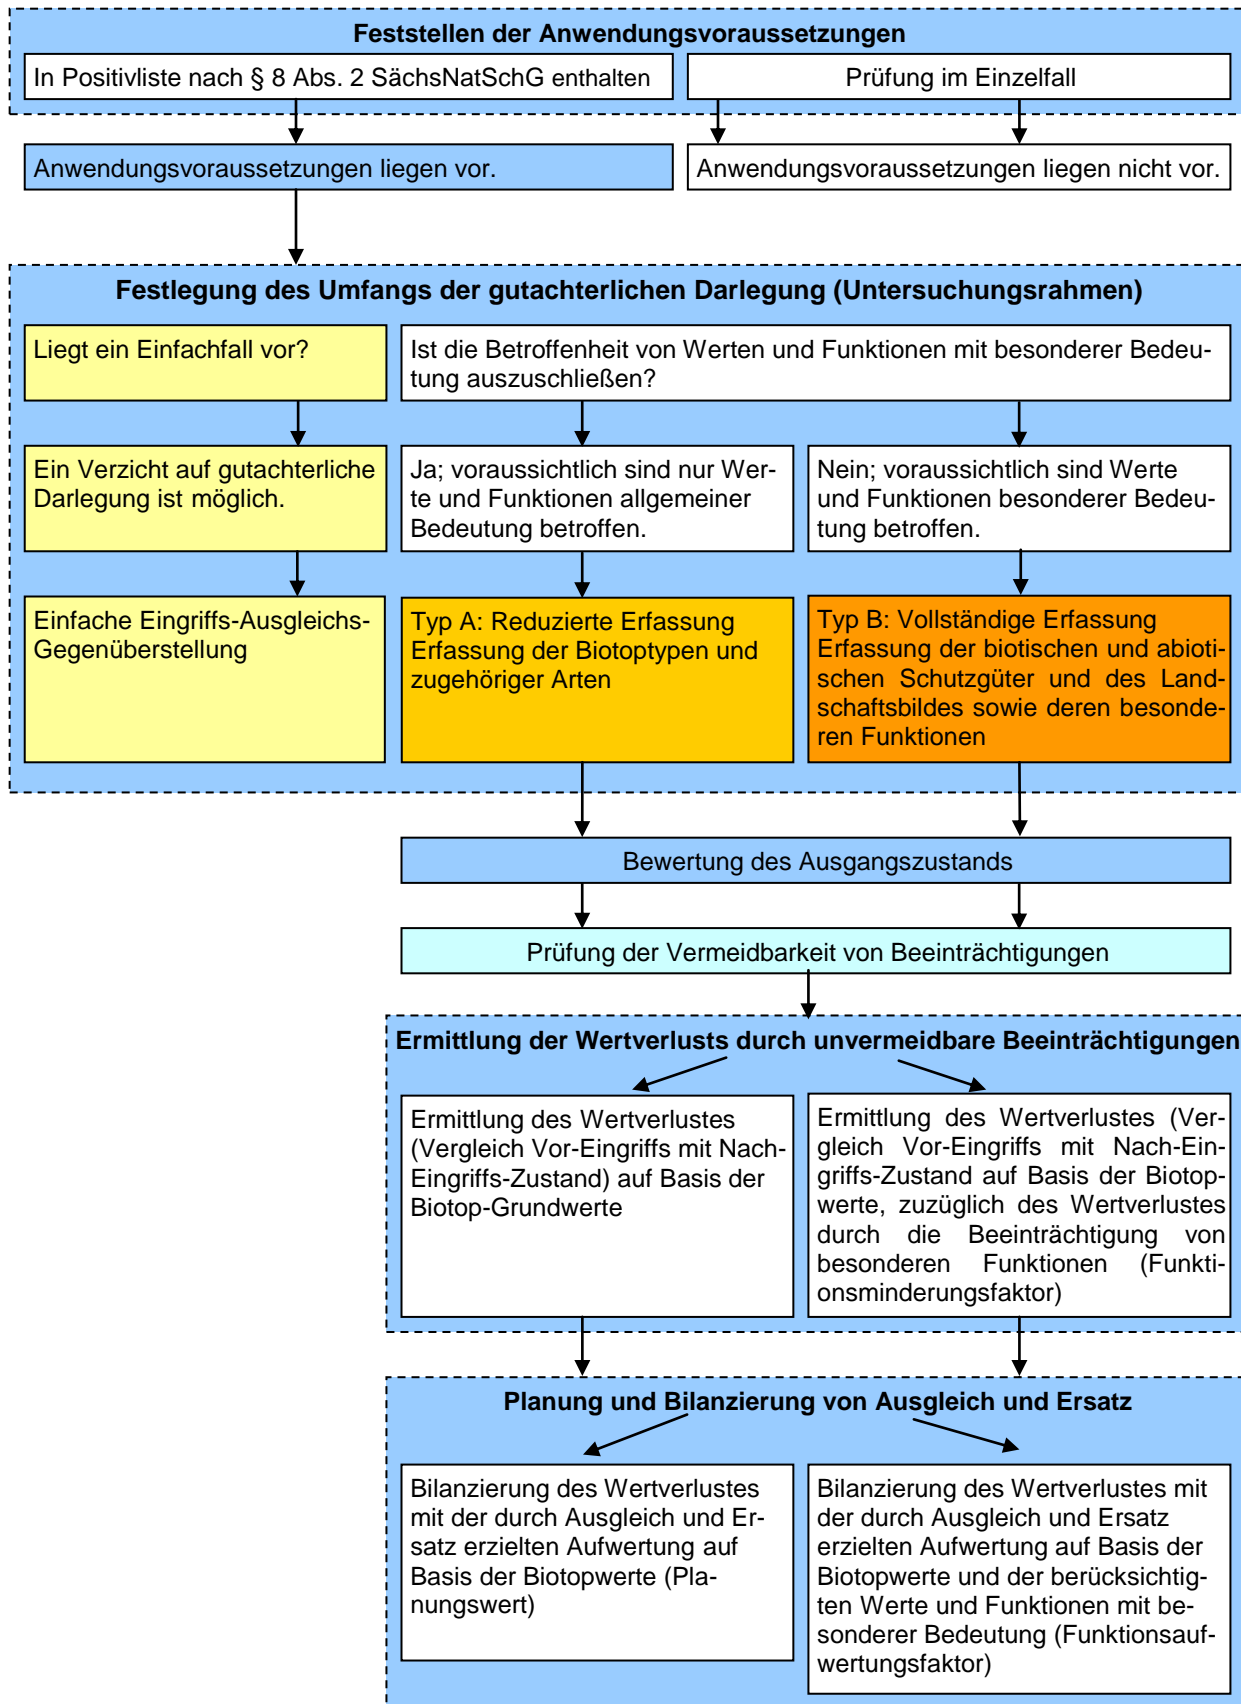 Feststellen der Anwendungsvoraussetzungen
In Positivliste nach § 8 Abs. 2 SächsNatSchG enthalten
Prüfung im Einzelfall
Anwendungsvoraussetzungen liegen vor.
Anwendungsvoraussetzungen liegen nicht vor.
Festlegung des Umfangs der gutachterlichen Darlegung (Untersuchungsrahmen)
Liegt ein Einfachfall vor?
Ist die Betroffenheit von Werten und Funktionen mit besonderer Bedeu-
tung auszuschließen?
Ein Verzicht auf gutachterliche
Darlegung ist möglich.
Ja; voraussichtlich sind nur Wer-
te und Funktionen allgemeiner
Bedeutung betroffen.
Nein; voraussichtlich sind Werte
und Funktionen besonderer Bedeu-
tung betroffen.
Einfache Eingriffs-Ausgleichs-
Gegenüberstellung
Typ A: Reduzierte Erfassung
Erfassung der Biotoptypen und
zugehöriger Arten
Typ B: Vollständige Erfassung
Erfassung der biotischen und abioti-
schen Schutzgüter und des Land-
schaftsbildes sowie deren besonde-
ren Funktionen
Bewertung des Ausgangszustands
Prüfung der Vermeidbarkeit von Beeinträchtigungen
Ermittlung der Wertverlusts durch unvermeidbare Beeinträchtigungen
Ermittlung des Wertverlustes
(Vergleich Vor-Eingriffs mit Nach-
Eingriffs-Zustand) auf Basis der
Biotop-Grundwerte
Ermittlung des Wertverlustes (Ver-
gleich Vor-Eingriffs mit Nach-Ein-
griffs-Zustand auf Basis der Biotop-
werte, zuzüglich des Wertverlustes
durch die Beeinträchtigung von
besonderen Funktionen (Funkti-
onsminderungsfaktor)
Planung und Bilanzierung von Ausgleich und Ersatz
Bilanzierung des Wertverlustes
mit der durch Ausgleich und Er-
satz erzielten Aufwertung auf
Basis der Biotopwerte (Pla-
nungswert)
Bilanzierung des Wertverlustes mit
der durch Ausgleich und Ersatz
erzielten Aufwertung auf Basis der
Biotopwerte und der berücksichtig-
ten Werte und Funktionen mit be-
sonderer Bedeutung (Funktionsauf-
wertungsfaktor)